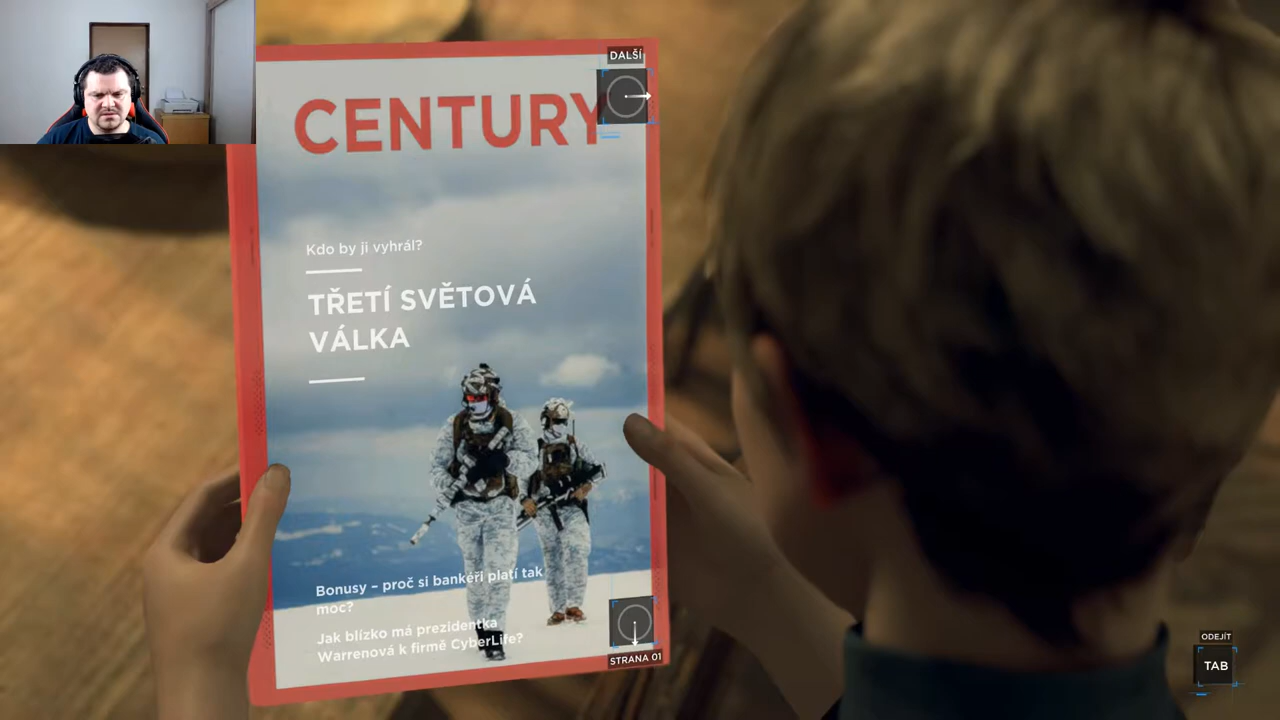 DALŠÍ
CENTURY
Kdo by ji vyhrál?
TŘETÍ SVĚTOVÁ
VÁLKA
Bonusy – proč si bankéři platí tak
moc?
Jak blízko má prezidentka
Warrenová k firmě CyberLife?
STRANA 01
ODEJÍT
TAB